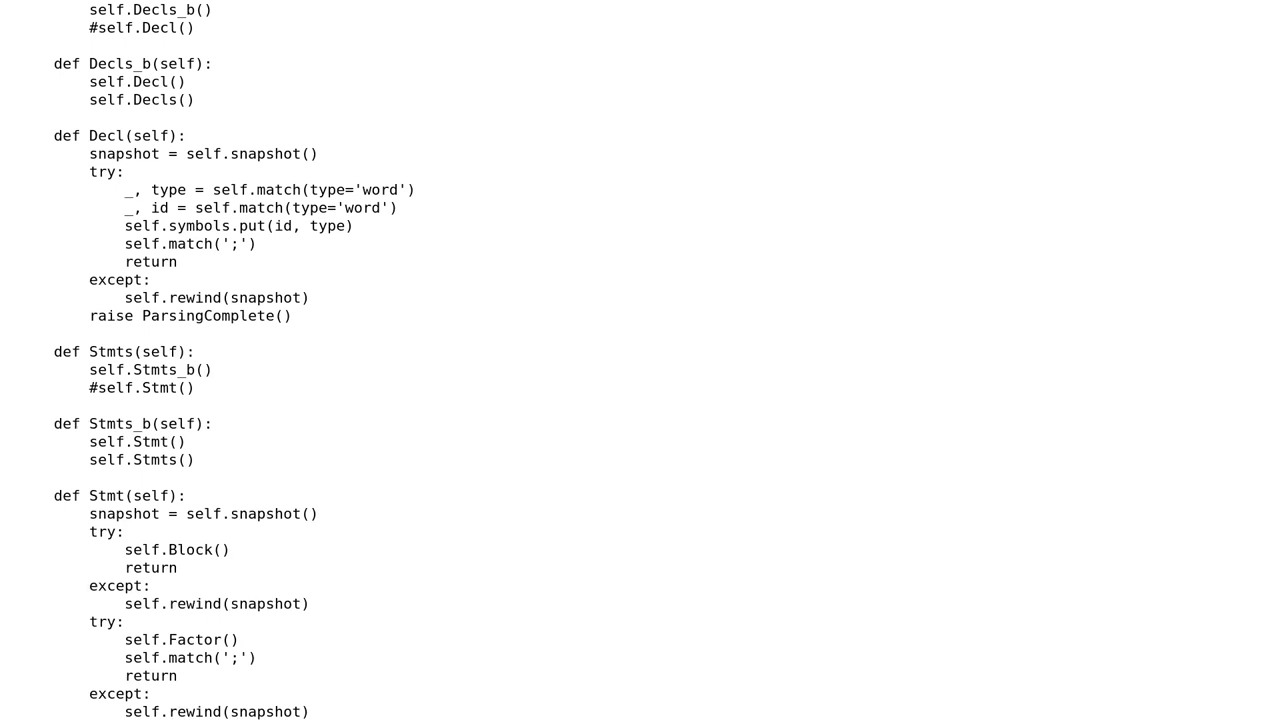 self.Decls_b()
        #self.Decl()

    def Decls_b(self):
        self.Decl()
        self.Decls()

    def Decl(self):
        snapshot = self.snapshot()
        try:
            _, type = self.match(type='word')
            _, id = self.match(type='word')
            self.symbols.put(id, type)
            self.match(';')
            return
        except:
            self.rewind(snapshot)
        raise ParsingComplete()

    def Stmts(self):
        self.Stmts_b()
        #self.Stmt()

    def Stmts_b(self):
        self.Stmt()
        self.Stmts()

    def Stmt(self):
        snapshot = self.snapshot()
        try:
            self.Block()
            return
        except:
            self.rewind(snapshot)
        try:
            self.Factor()
            self.match(';')
            return
        except:
            self.rewind(snapshot)